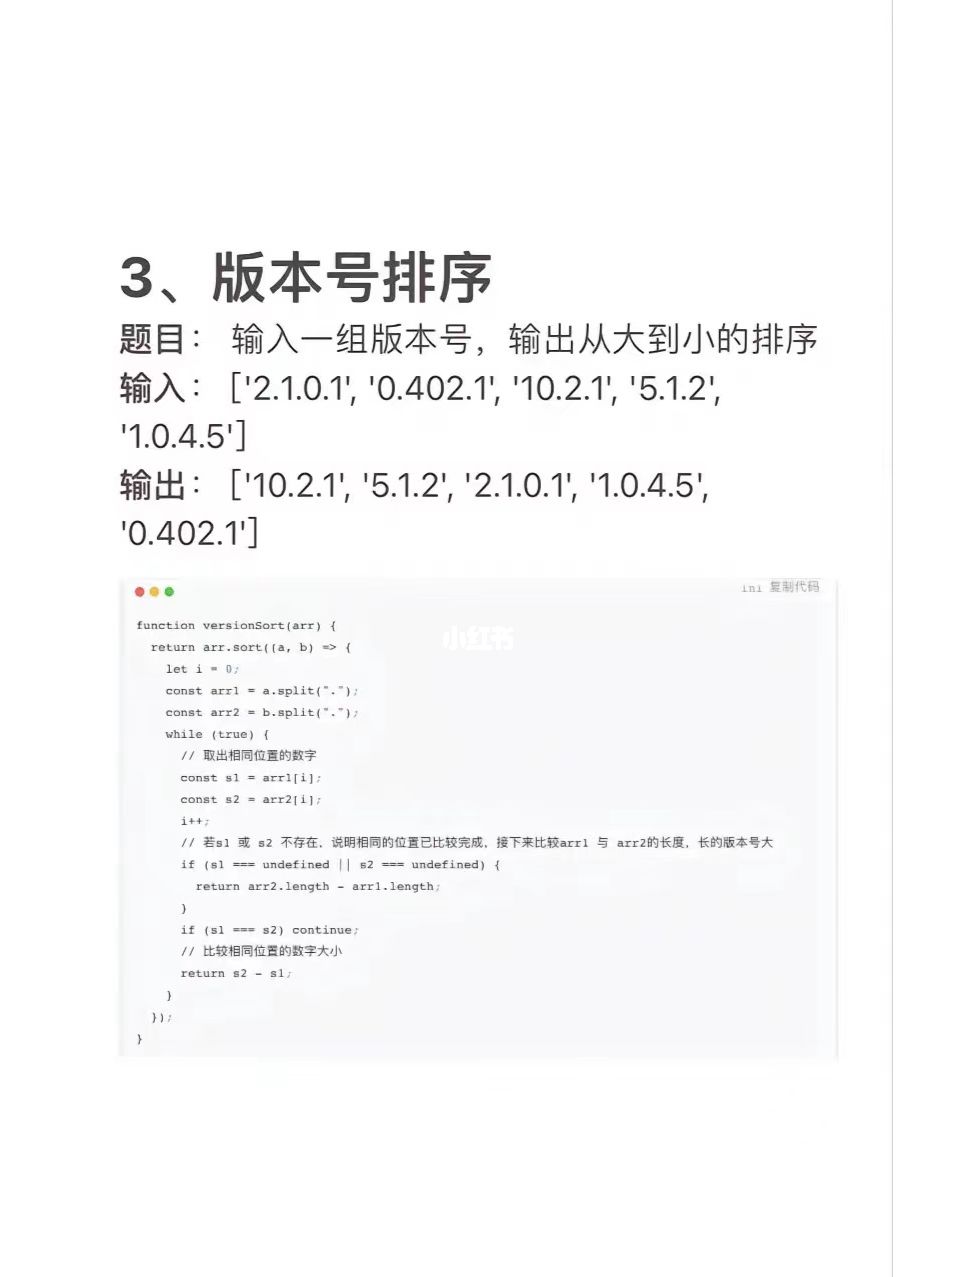 3、版本号排序
题目： 输入一组版本号，输出从大到小的排序
输入： ['2.1.0.1', '0.402.1', '10.2.1', '5.1.2',
'1.0.4.5']
输出： ['10.2.1', '5.1.2', '2.1.0.1', '1.0.4.5',
'0.402.1']
ini 复制代码
function versionSort(arr) {
小红书
  return arr.sort((a, b) => {
    let i = 0;
    const arr1 = a.split(".");
    const arr2 = b.split(".");
    while (true) {
      // 取出相同位置的数字
      const s1 = arr1[i];
      const s2 = arr2[i];
      i++;
      // 若s1 或 s2 不存在，说明相同的位置已比较完成，接下来比较arr1 与 arr2的长度，长的版本号大
      if (s1 === undefined || s2 === undefined) {
        return arr2.length - arr1.length;
      }
      if (s1 === s2) continue;
      // 比较相同位置的数字大小
      return s2 - s1;
    }
  });
}